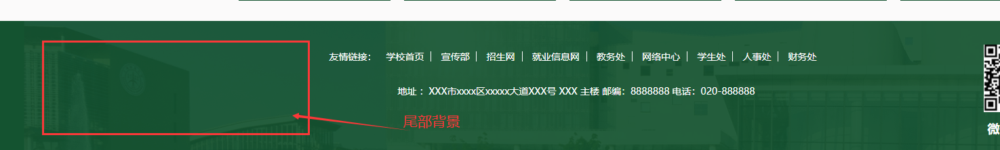 友情链接： 学校首页 | 宣传部 | 招生网 | 就业信息网 | 教务处 | 网络中心 | 学生处 | 人事处 | 财务处
地址： XXX市xxxx区xxxxx大道XXX号 XXX 主楼 邮编：8888888 电话：020-888888
尾部背景
微